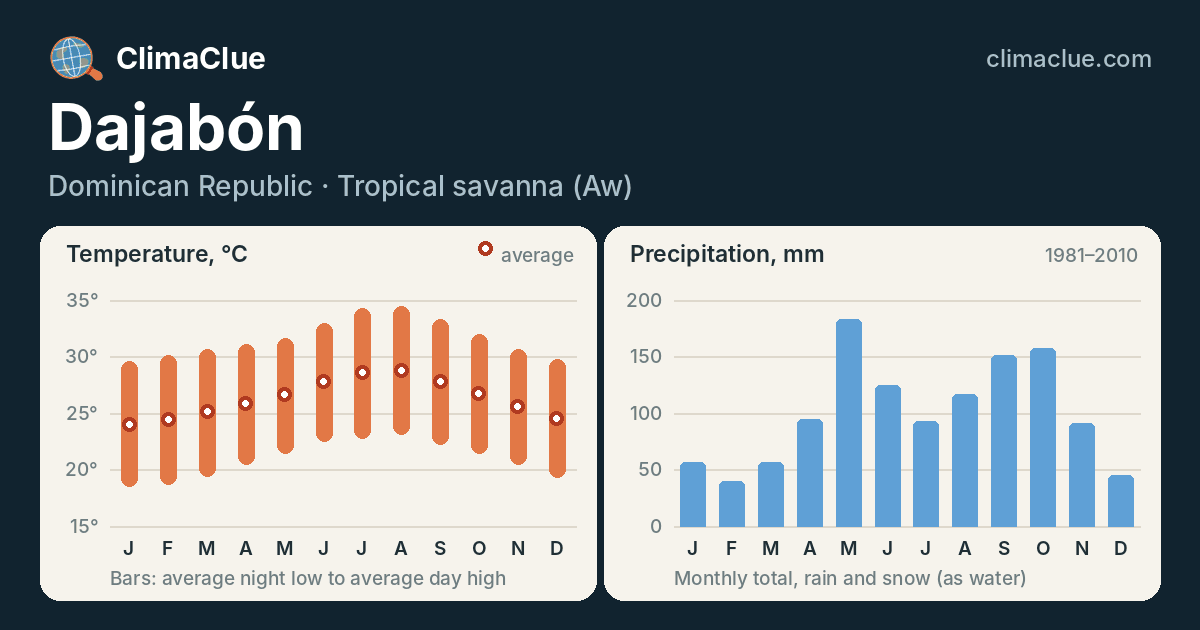 ClimaClue
climaclue.com
Dajabón
Dominican Republic · Tropical savanna (Aw)
Temperature, °C
average
35°
30°
25°
20°
15°
J F M A M J J A S O N D
Bars: average night low to average day high
Precipitation, mm
1981–2010
200
150
100
50
0
J F M A M J J A S O N D
Monthly total, rain and snow (as water)